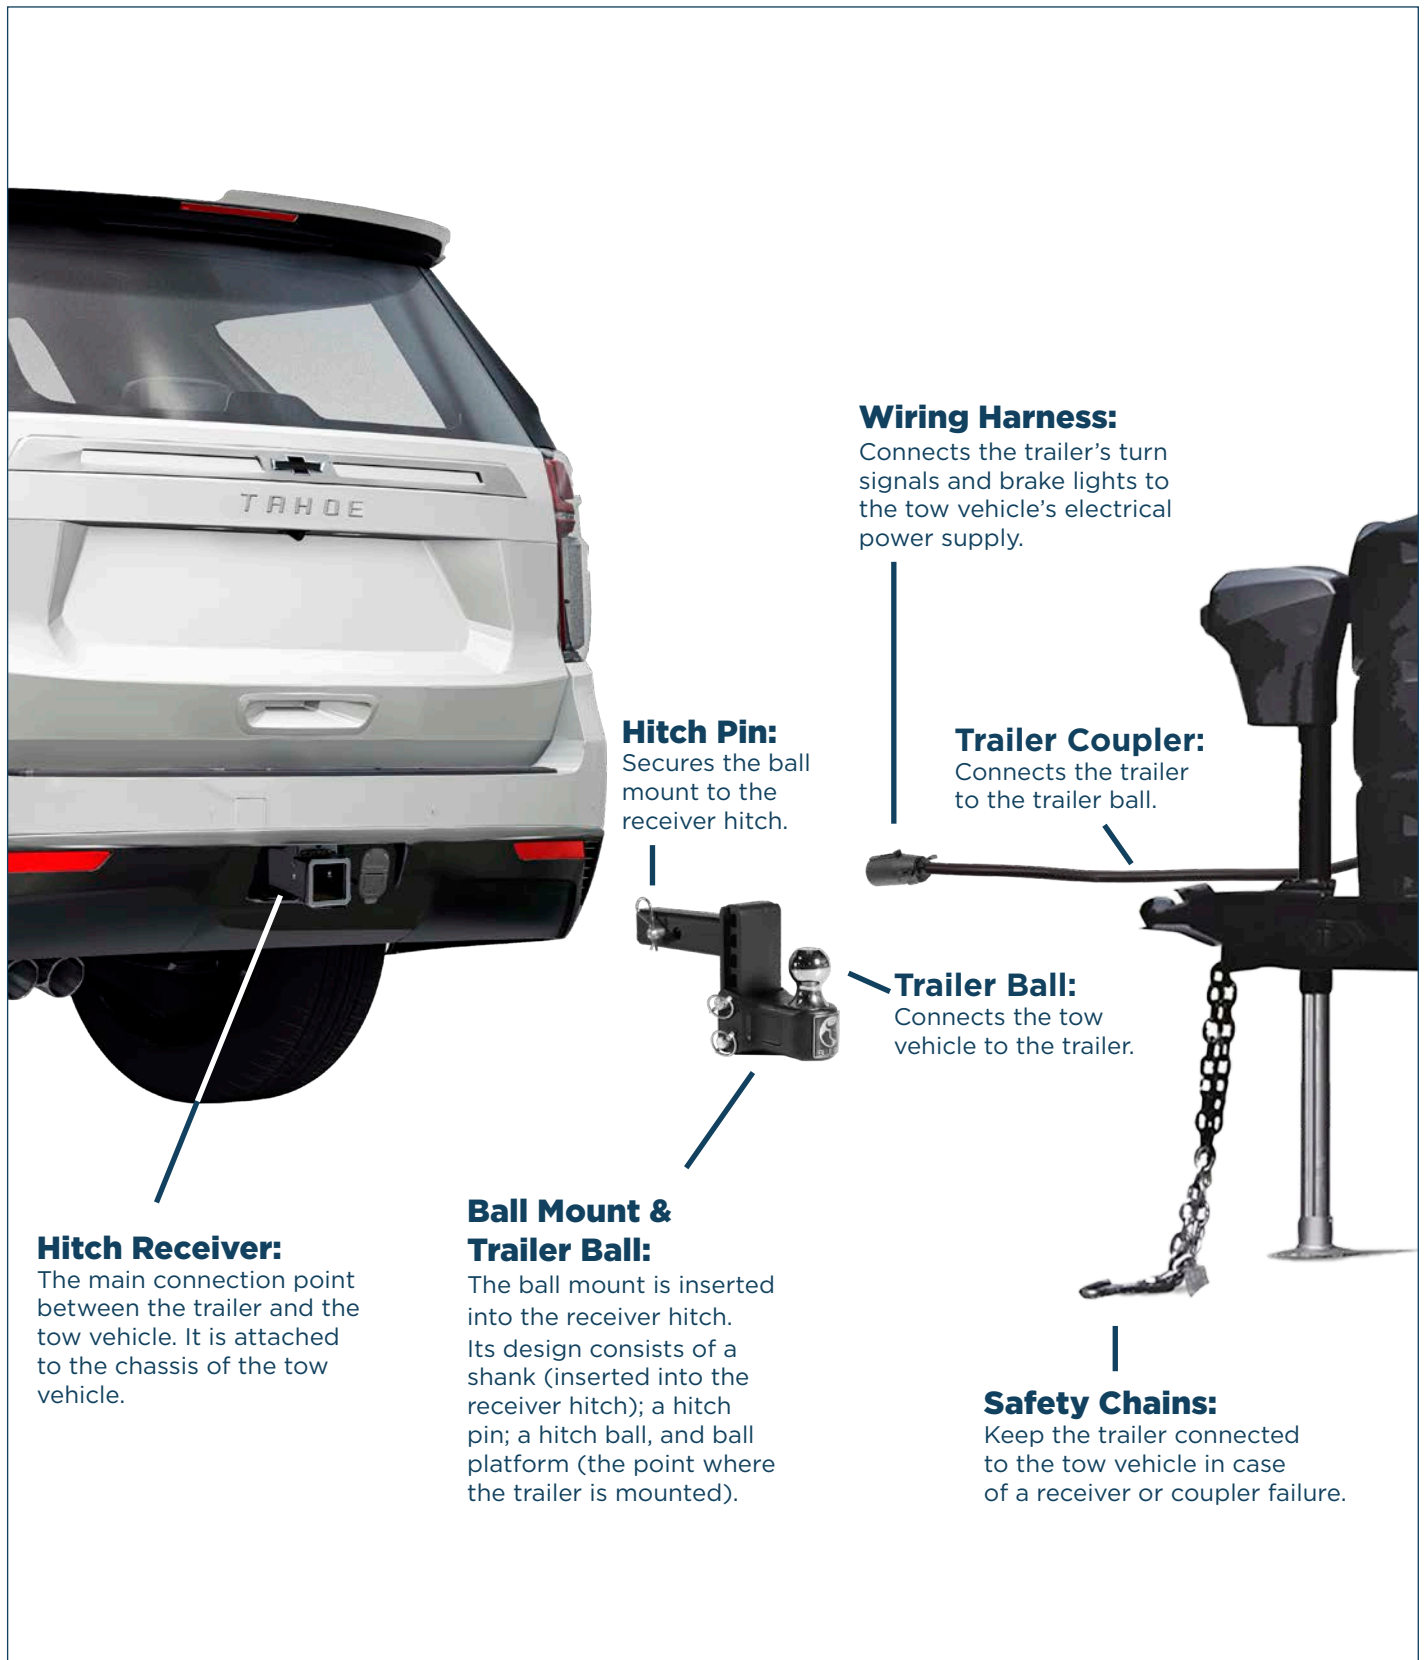 TAHOE
Wiring Harness:
Connects the trailer’s turn
signals and brake lights to
the tow vehicle’s electrical
power supply.
Hitch Pin:
Secures the ball
mount to the
receiver hitch.
Trailer Coupler:
Connects the trailer
to the trailer ball.
Trailer Ball:
Connects the tow
vehicle to the trailer.
Hitch Receiver:
The main connection point
between the trailer and the
tow vehicle. It is attached
to the chassis of the tow
vehicle.
Ball Mount &
Trailer Ball:
The ball mount is inserted
into the receiver hitch.
Its design consists of a
shank (inserted into the
receiver hitch); a hitch
pin; a hitch ball, and ball
platform (the point where
the trailer is mounted).
Safety Chains:
Keep the trailer connected
to the tow vehicle in case
of a receiver or coupler failure.